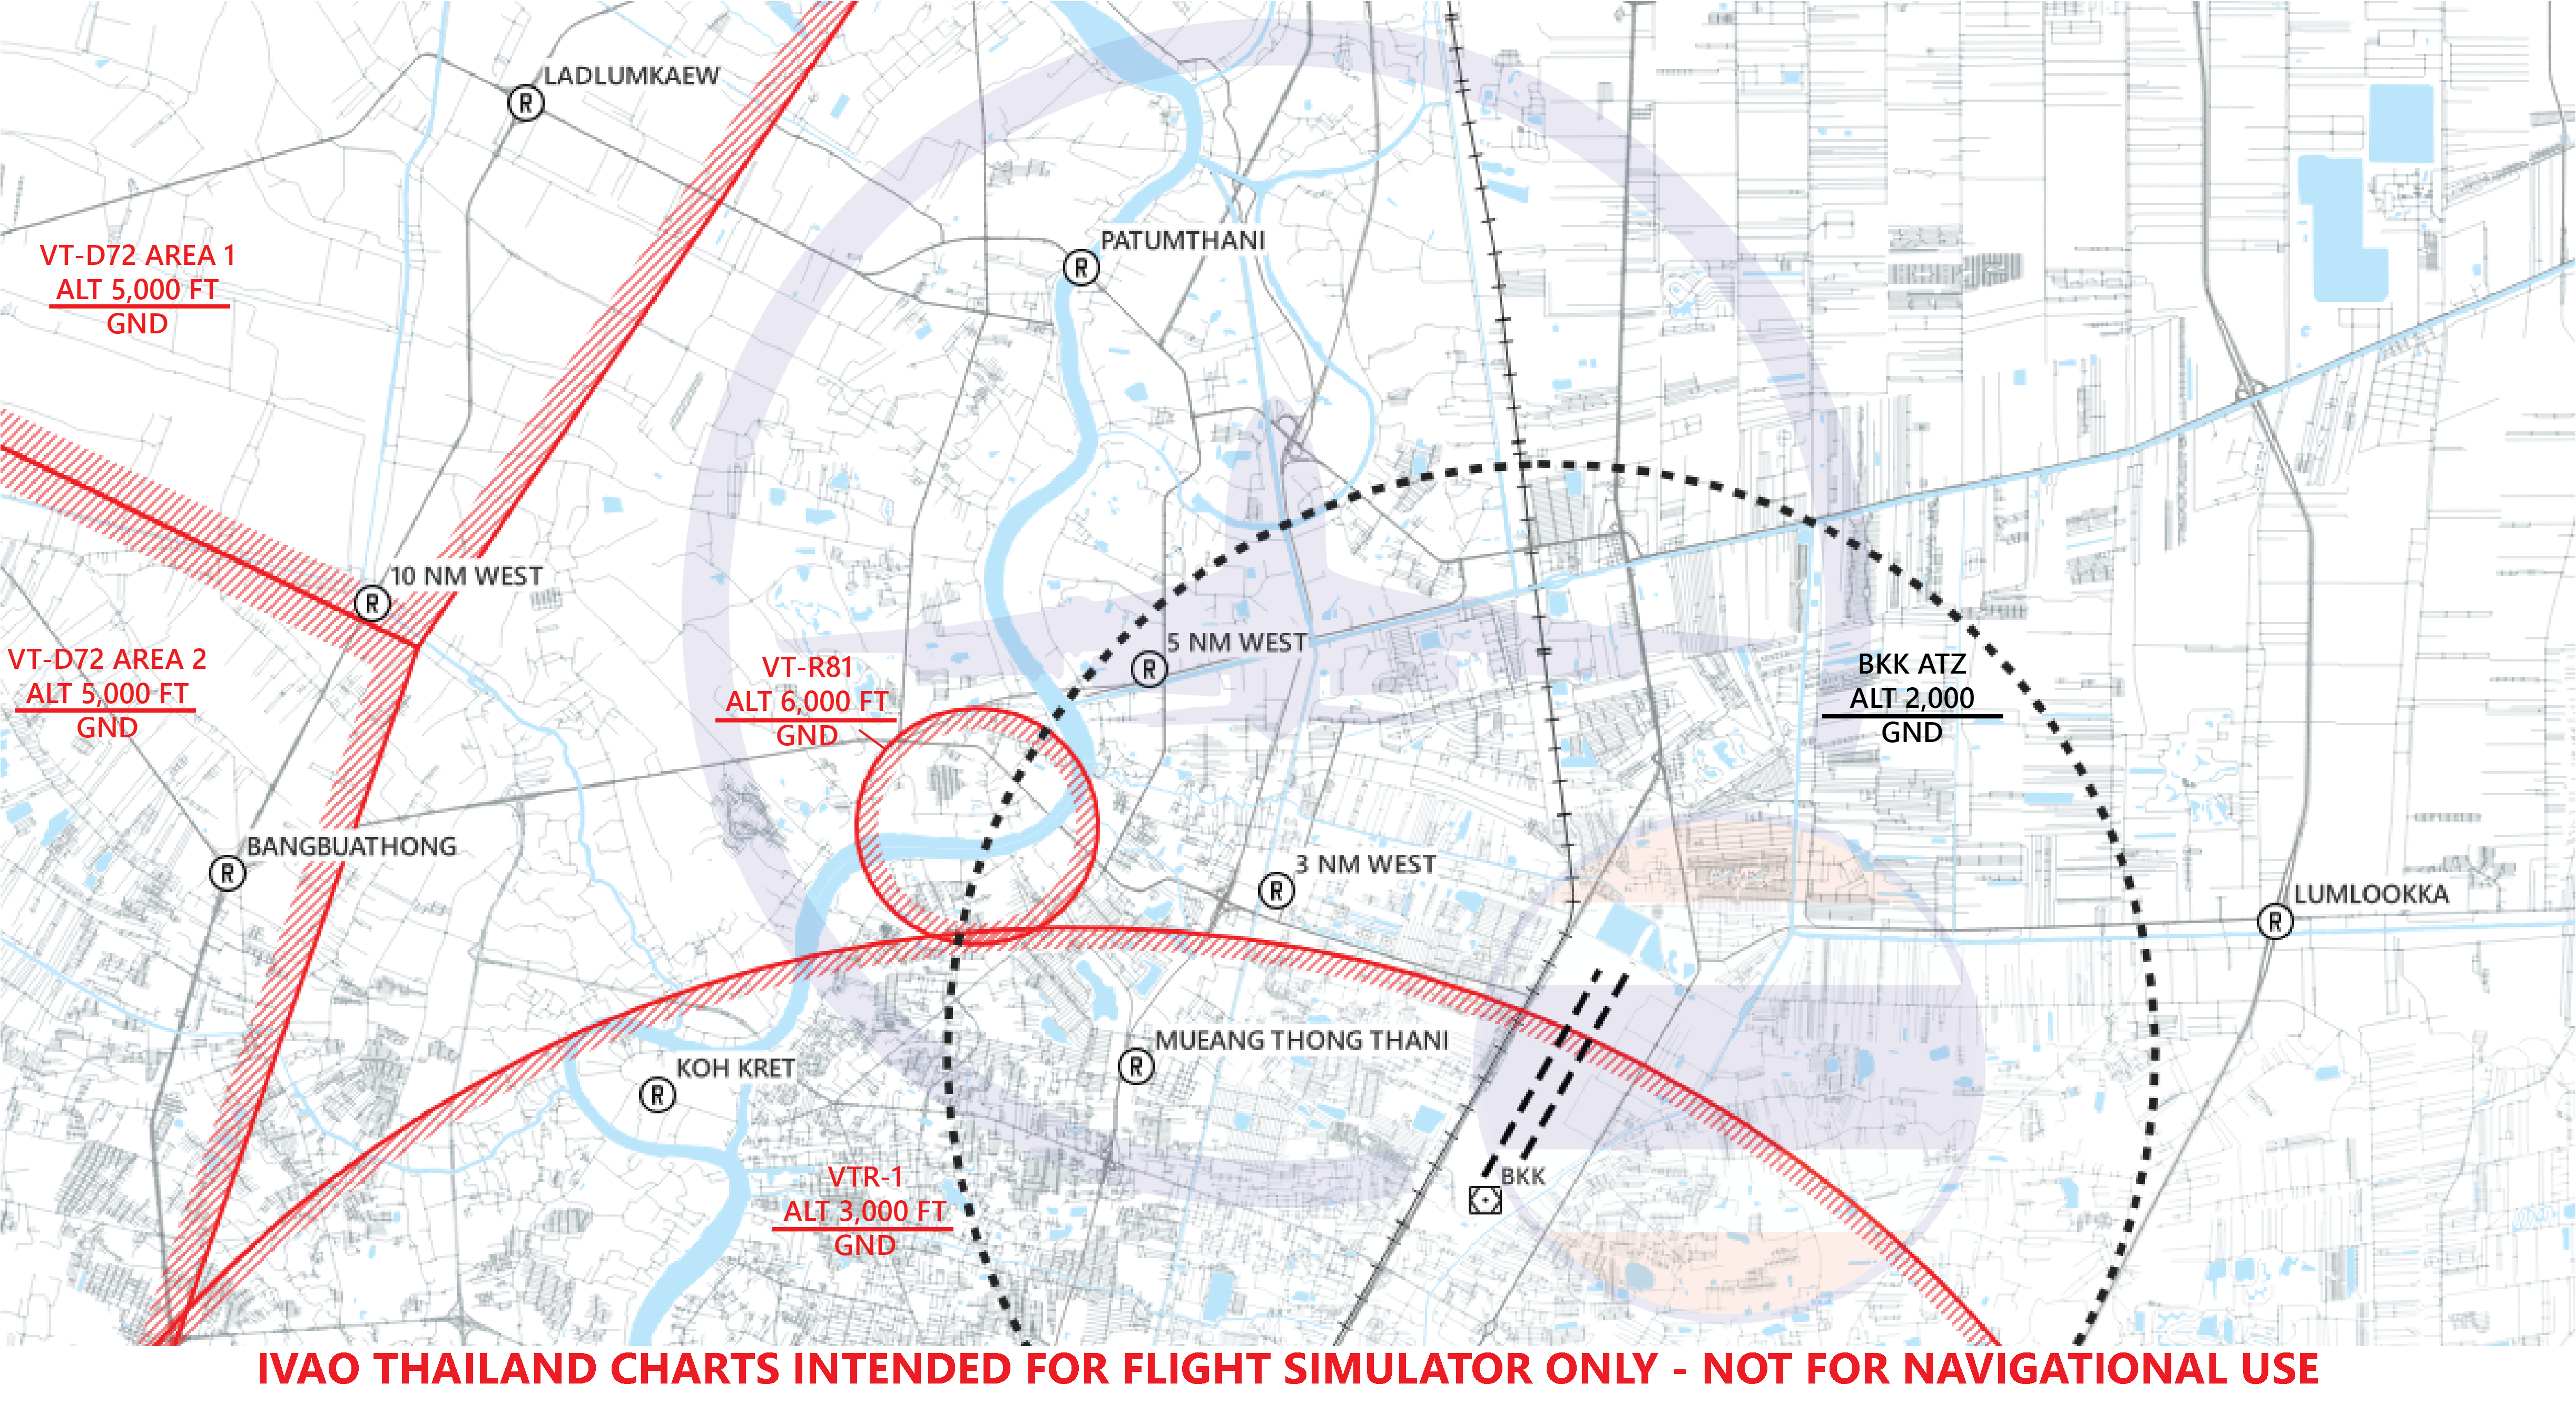 LADLUMKAEW
R
PATUMTHANI
R
VT-D72 AREA 1
ALT 5,000 FT
GND
10 NM WEST
R
5 NM WEST
R
VT-D72 AREA 2
ALT 5,000 FT
GND
VT-R81
ALT 6,000 FT
GND
BKK ATZ
ALT 2,000
GND
BANGBUATHONG
R
3 NM WEST
R
LUMLOOKKA
R
MUEANG THONG THANI
R
KOH KRET
R
VTR-1
ALT 3,000 FT
GND
BKK
IVAO THAILAND CHARTS INTENDED FOR FLIGHT SIMULATOR ONLY - NOT FOR NAVIGATIONAL USE